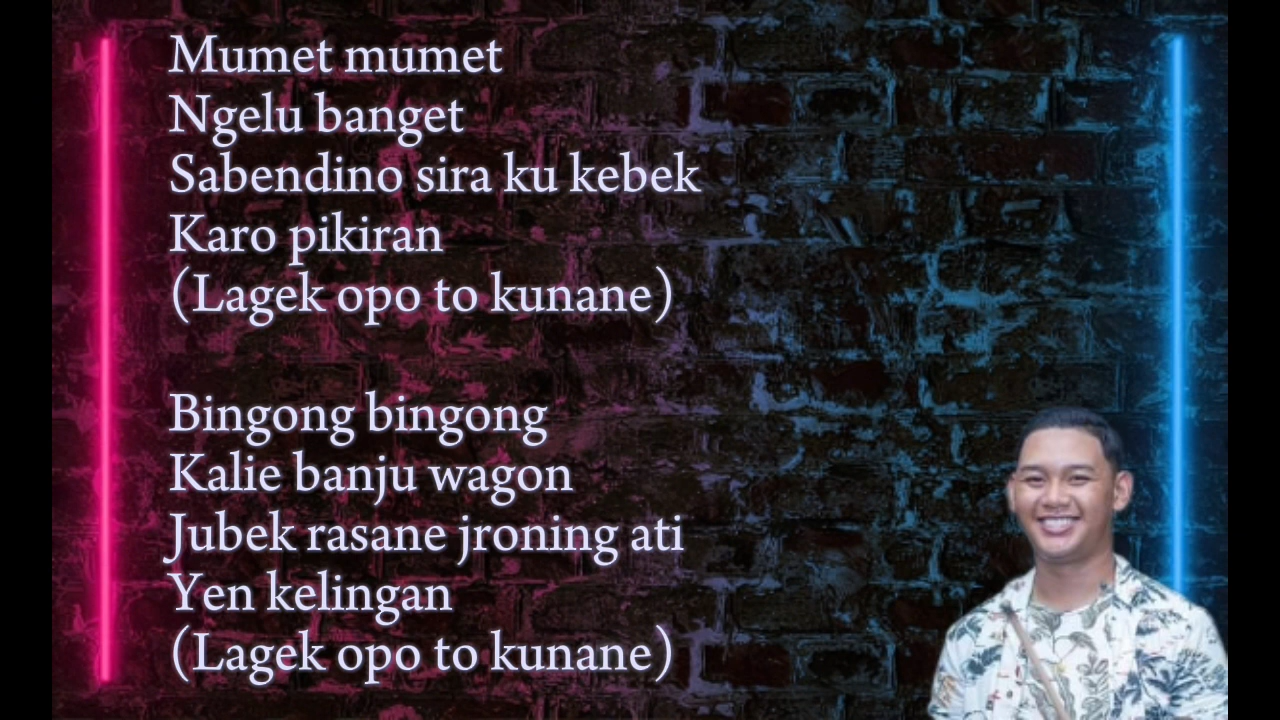 Mumet mumet
Ngelu banget
Sabendino sira ku kebek
Karo pikiran
(Lagek opo to kunane)
Bingong bingong
Kalie banju wagon
Jubek rasane jroning ati
Yen kelingan
(Lagek opo to kunane)